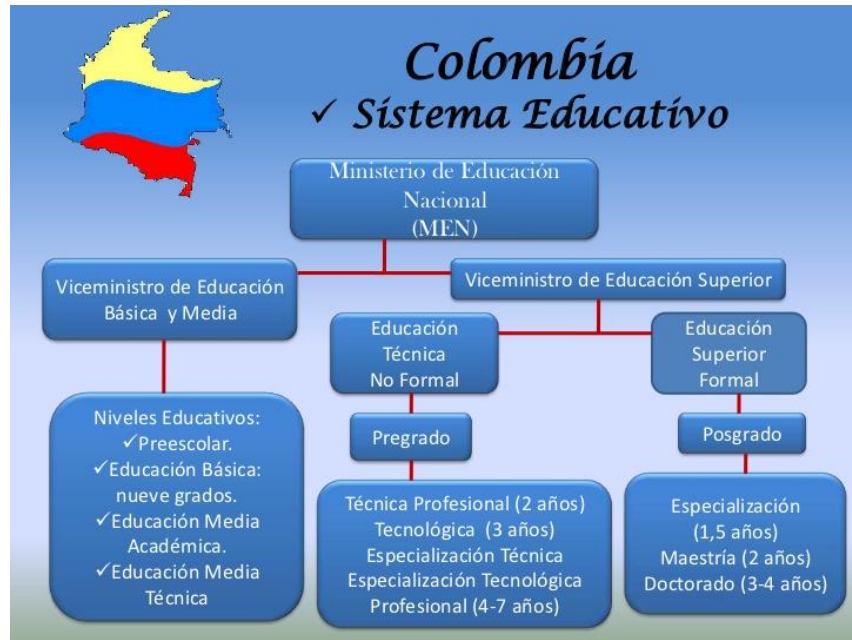 Colombia
✓ Sistema Educativo
Ministerio de Educación
Nacional
(MEN)
Viceministro de Educación
Básica y Media
Viceministro de Educación Superior
Educación
Técnica
No Formal
Educación
Superior
Formal
Pregrado
Posgrado
Niveles Educativos:
✓Preescolar.
✓Educación Básica:
nueve grados.
✓Educación Media
Académica.
✓Educación Media
Técnica
Técnica Profesional (2 años)
Tecnológica (3 años)
Especialización Técnica
Especialización Tecnológica
Profesional (4-7 años)
Especialización
(1,5 años)
Maestría (2 años)
Doctorado (3-4 años)